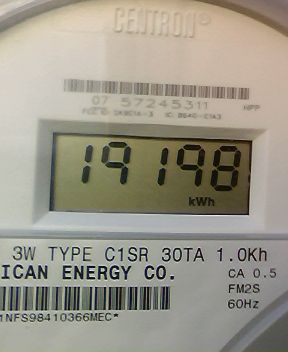 CENTRON®
07 57245311
HPP
19198
kWh
3W TYPE C1SR 30TA 1.0Kh
ICAN ENERGY CO.
CA 0.5
FM2S
60Hz
1NFS98410366MEC*